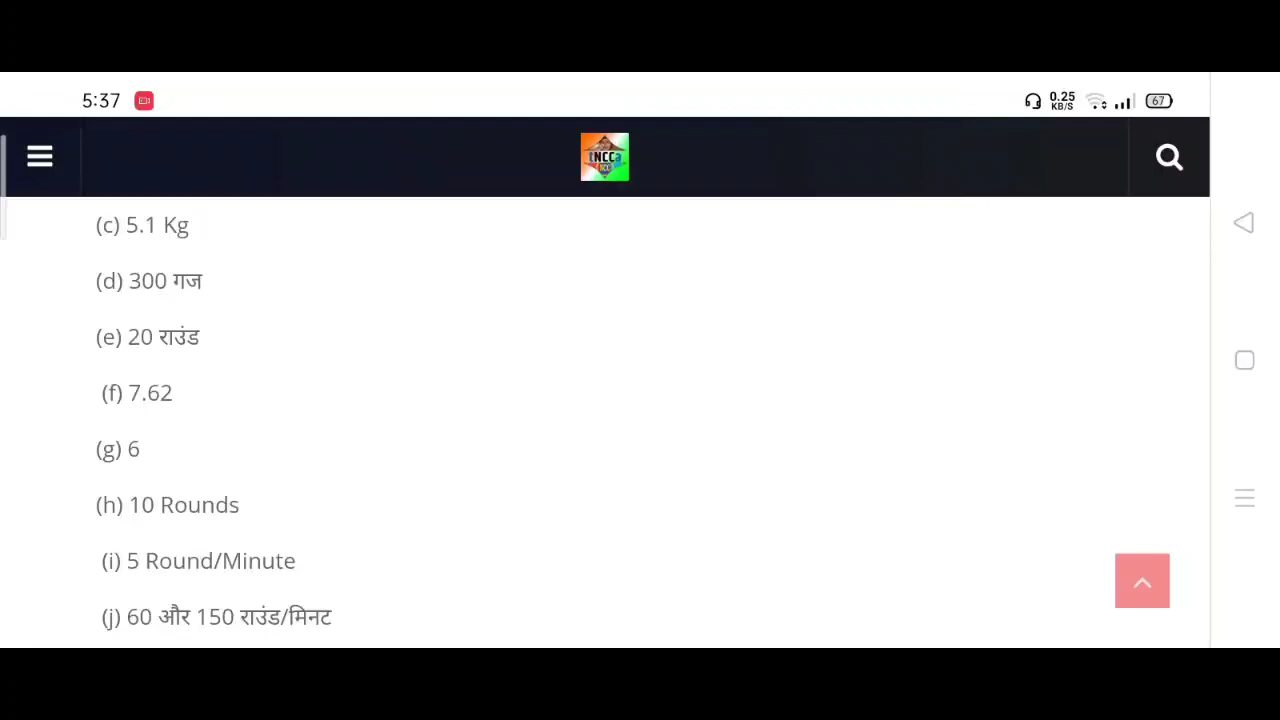 5:37
0.25
KB/S
67
tNCCa
(c) 5.1 Kg
(d) 300 गज
(e) 20 राउंड
(f) 7.62
(g) 6
(h) 10 Rounds
(i) 5 Round/Minute
(j) 60 और 150 राउंड/मिनट